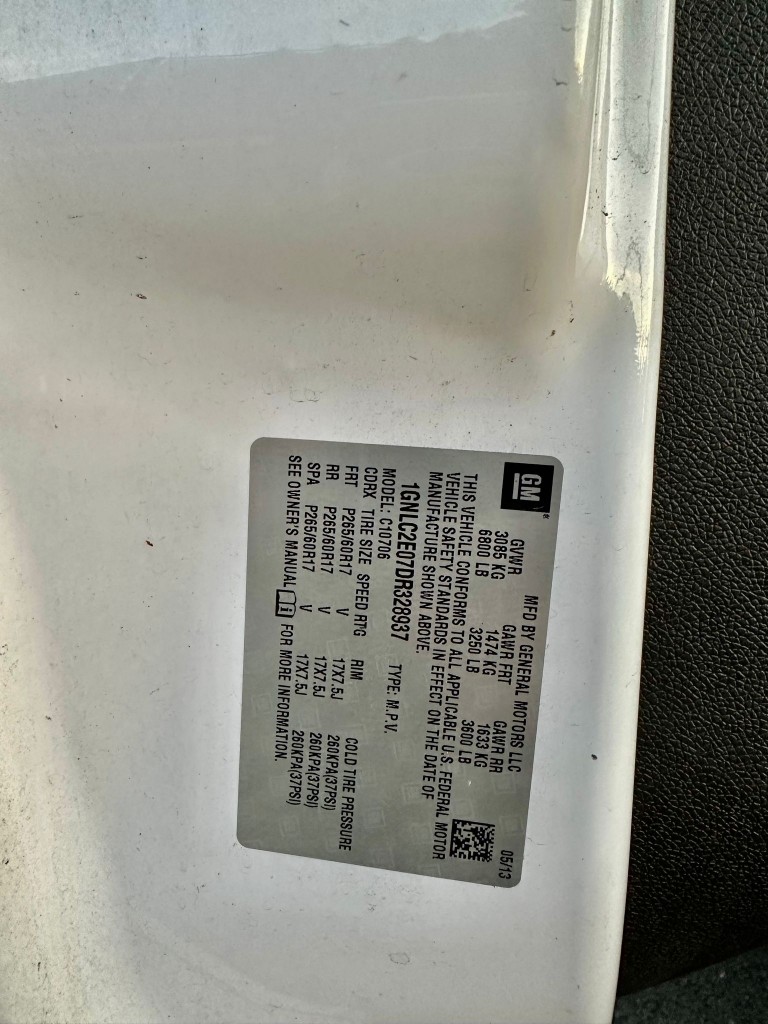 GM®
MFD BY GENERAL MOTORS LLC 05/13
GVWR GAWR FRT GAWR RR
3085 KG 1474 KG 1633 KG
6800 LB 3250 LB 3600 LB
THIS VEHICLE CONFORMS TO ALL APPLICABLE U.S. FEDERAL MOTOR
VEHICLE SAFETY STANDARDS IN EFFECT ON THE DATE OF
MANUFACTURE SHOWN ABOVE.
1GNLC2E07DR328937 TYPE: M.P.V.
MODEL: C10706
CDRX TIRE SIZE SPEED RTG RIM COLD TIRE PRESSURE
FRT P265/60R17 V 17X7.5J 260KPA(37PSI)
RR P265/60R17 V 17X7.5J 260KPA(37PSI)
SPA P265/60R17 V 17X7.5J 260KPA(37PSI)
SEE OWNER'S MANUAL FOR MORE INFORMATION.